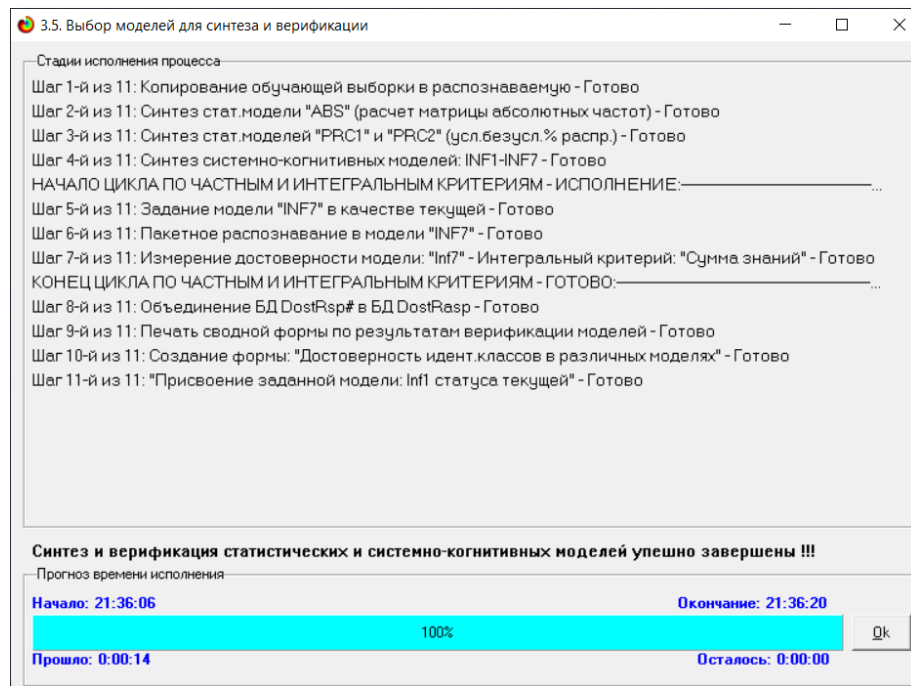 3.5. Выбор моделей для синтеза и верификации
Стадии исполнения процесса
Шаг 1-й из 11: Копирование обучающей выборки в распознаваемую - Готово
Шаг 2-й из 11: Синтез стат.модели "ABS" (расчет матрицы абсолютных частот) - Готово
Шаг 3-й из 11: Синтез стат.моделей "PRC1" и "PRC2" (усл.безусл.% распр.) - Готово
Шаг 4-й из 11: Синтез системно-когнитивных моделей: INF1-INF7 - Готово
НАЧАЛО ЦИКЛА ПО ЧАСТНЫМ И ИНТЕГРАЛЬНЫМ КРИТЕРИЯМ - ИСПОЛНЕНИЕ:───────────...
Шаг 5-й из 11: Задание модели "INF7" в качестве текущей - Готово
Шаг 6-й из 11: Пакетное распознавание в модели "INF7" - Готово
Шаг 7-й из 11: Измерение достоверности модели: "Inf7" - Интегральный критерий: "Сумма знаний" - Готово
КОНЕЦ ЦИКЛА ПО ЧАСТНЫМ И ИНТЕГРАЛЬНЫМ КРИТЕРИЯМ - ГОТОВО:───────────...
Шаг 8-й из 11: Объединение БД DostRsp# в БД DostRasp - Готово
Шаг 9-й из 11: Печать сводной формы по результатам верификации моделей - Готово
Шаг 10-й из 11: Создание формы: "Достоверность идент.классов в различных моделях" - Готово
Шаг 11-й из 11: "Присвоение заданной модели: Inf1 статуса текущей" - Готово
Синтез и верификация статистических и системно-когнитивных моделей упешно завершены !!!
Прогноз времени исполнения
Начало: 21:36:06 Окончание: 21:36:20
100% Ok
Прошло: 0:00:14 Осталось: 0:00:00